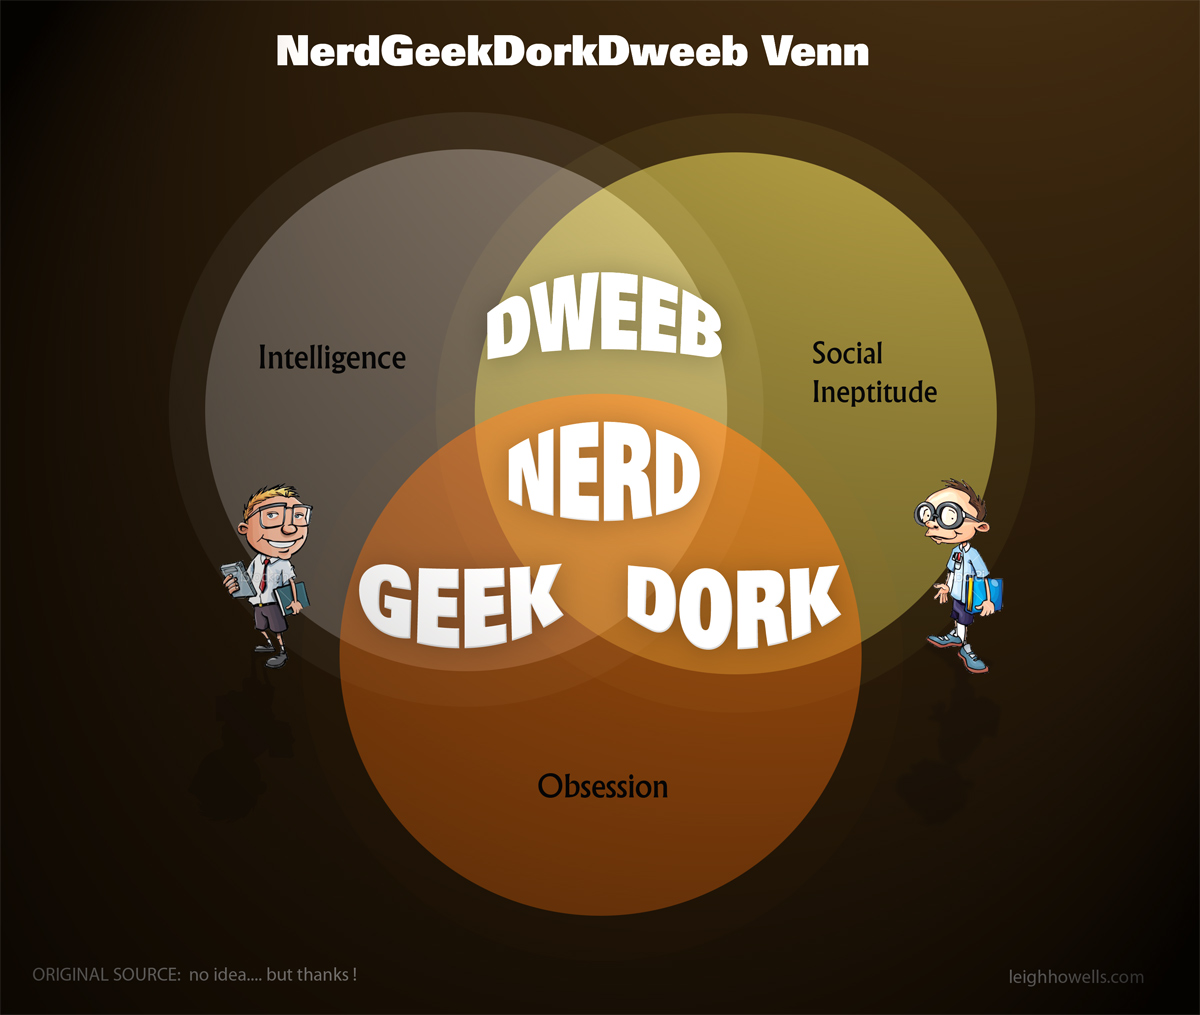 NerdGeekDorkDweeb Venn
DWEEB
Intelligence
Social
Ineptitude
NERD
GEEK
DORK
Obsession
ORIGINAL SOURCE: no idea.... but thanks !
leighhowells.com